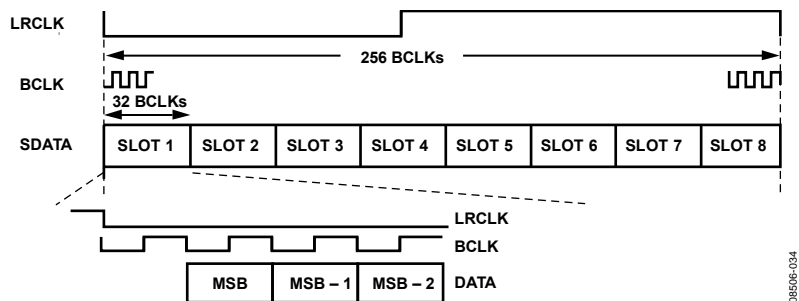 LRCLK
256 BCLKs
BCLK
32 BCLKs
SDATA SLOT 1 SLOT 2 SLOT 3 SLOT 4 SLOT 5 SLOT 6 SLOT 7 SLOT 8
LRCLK
BCLK
MSB MSB – 1 MSB – 2 DATA
08506-034